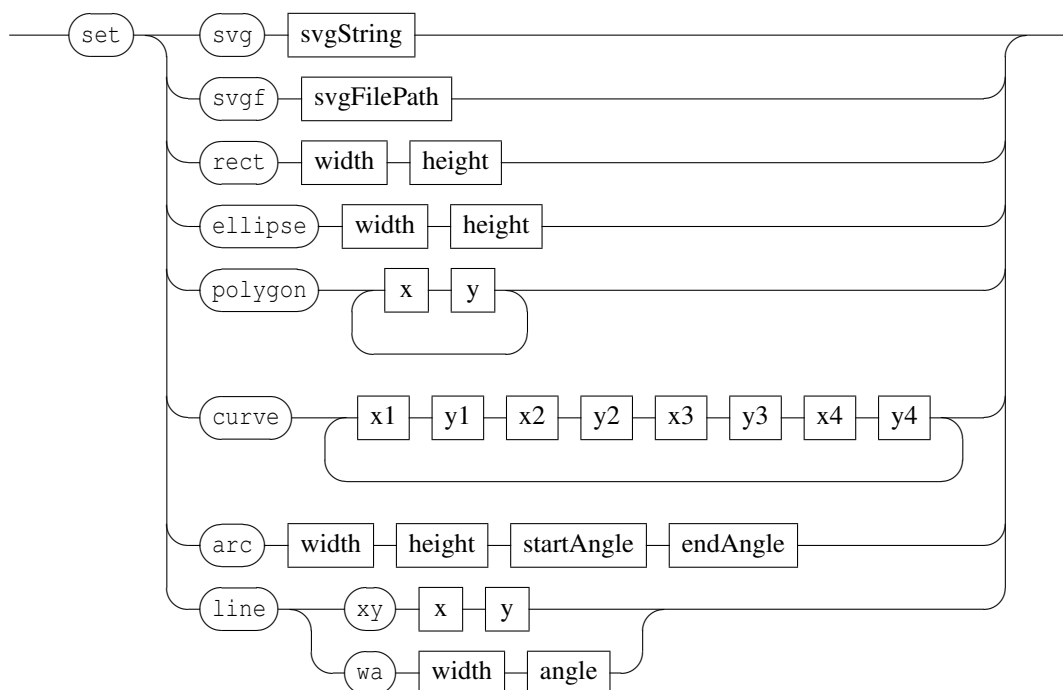 set svg svgString
svgf svgFilePath
rect width height
ellipse width height
polygon x y
curve x1 y1 x2 y2 x3 y3 x4 y4
arc width height startAngle endAngle
line xy x y
wa width angle